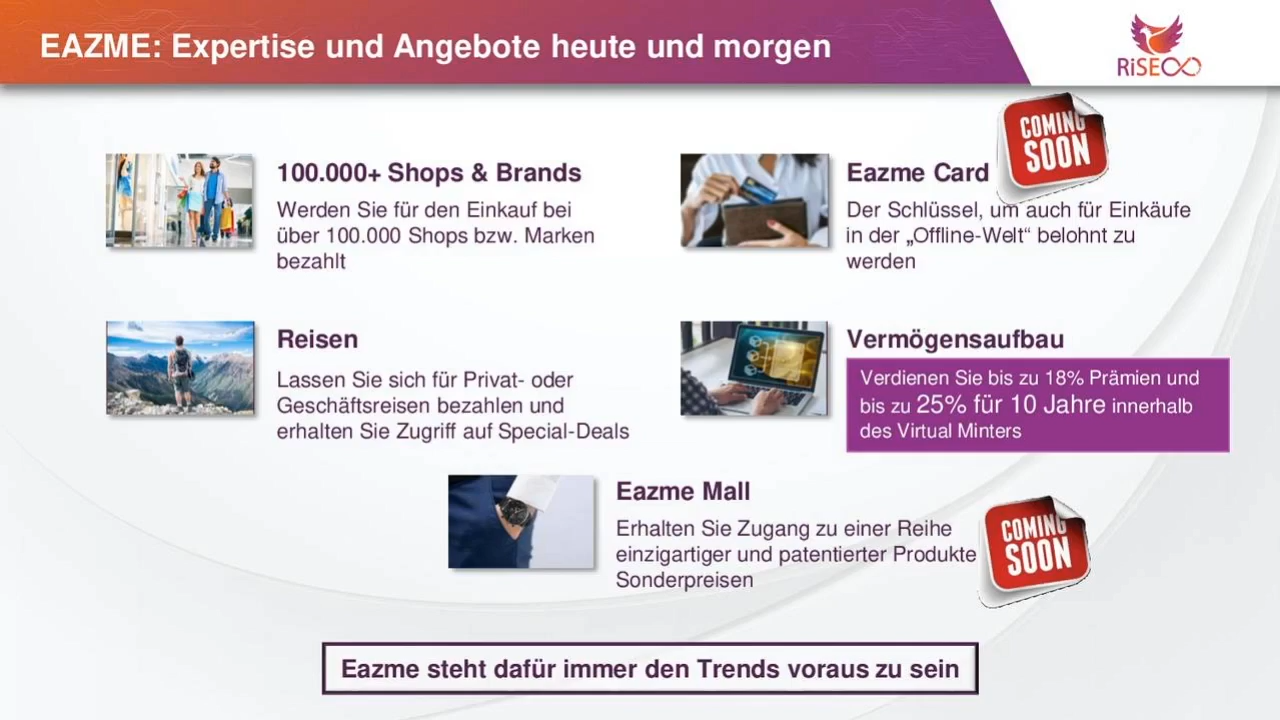 EAZME: Expertise und Angebote heute und morgen
RiSE
100.000+ Shops & Brands
Werden Sie für den Einkauf bei
über 100.000 Shops bzw. Marken
bezahlt
Eazme Card
COMING
SOON
Der Schlüssel, um auch für Einkäufe
in der „Offline-Welt“ belohnt zu
werden
Reisen
Lassen Sie sich für Privat- oder
Geschäftsreisen bezahlen und
erhalten Sie Zugriff auf Special-Deals
Vermögensaufbau
Verdienen Sie bis zu 18% Prämien und
bis zu 25% für 10 Jahre innerhalb
des Virtual Minters
Eazme Mall
Erhalten Sie Zugang zu einer Reihe
einzigartiger und patentierter Produkte
Sonderpreisen
COMING
SOON
Eazme steht dafür immer den Trends voraus zu sein